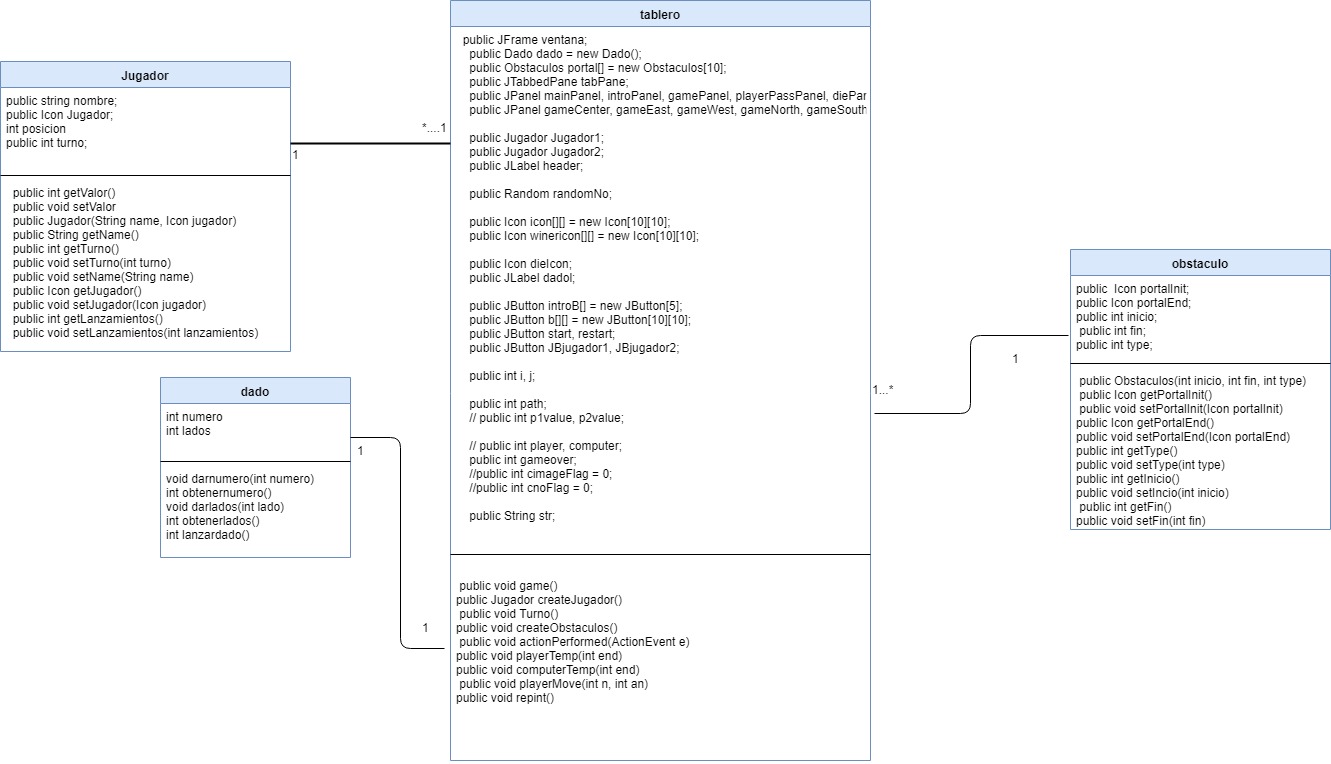 Jugador
public string nombre;
public Icon Jugador;
int posicion
public int turno;
public int getValor()
public void setValor
public Jugador(String name, Icon jugador)
public String getName()
public int getTurno()
public void setTurno(int turno)
public void setName(String name)
public Icon getJugador()
public void setJugador(Icon jugador)
public int getLanzamientos()
public void setLanzamientos(int lanzamientos)
1
*....1
dado
int numero
int lados
void darnumero(int numero)
int obtenernumero()
void darlados(int lado)
int obtenerlados()
int lanzardado()
1
1
tablero
public JFrame ventana;
public Dado dado = new Dado();
public Obstaculos portal[] = new Obstaculos[10];
public JTabbedPane tabPane;
public JPanel mainPanel, introPanel, gamePanel, playerPassPanel, diePar
public JPanel gameCenter, gameEast, gameWest, gameNorth, gameSouth
public Jugador Jugador1;
public Jugador Jugador2;
public JLabel header;
public Random randomNo;
public Icon icon[][] = new Icon[10][10];
public Icon winericon[][] = new Icon[10][10];
public Icon dieIcon;
public JLabel dadol;
public JButton introB[] = new JButton[5];
public JButton b[][] = new JButton[10][10];
public JButton start, restart;
public JButton JBjugador1, JBjugador2;
public int i, j;
public int path;
// public int p1value, p2value;
// public int player, computer;
public int gameover;
//public int cimageFlag = 0;
//public int cnoFlag = 0;
public String str;
public void game()
public Jugador createJugador()
public void Turno()
public void createObstaculos()
public void actionPerformed(ActionEvent e)
public void playerTemp(int end)
public void computerTemp(int end)
public void playerMove(int n, int an)
public void repint()
1...*
1
obstaculo
public  Icon portalInit;
public Icon portalEnd;
public int inicio;
public int fin;
public int type;
public Obstaculos(int inicio, int fin, int type)
public Icon getPortalInit()
public void setPortalInit(Icon portalInit)
public Icon getPortalEnd()
public void setPortalEnd(Icon portalEnd)
public int getType()
public void setType(int type)
public int getInicio()
public void setIncio(int inicio)
public int getFin()
public void setFin(int fin)